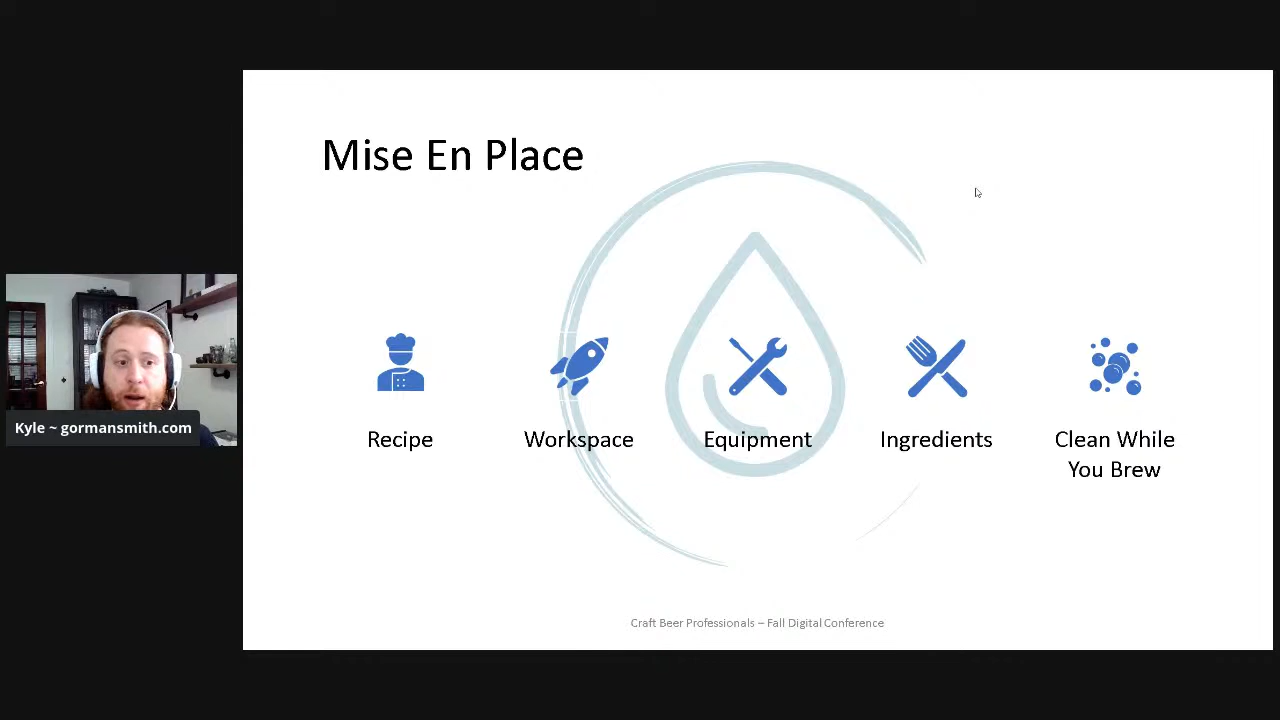 Mise En Place
Recipe
Workspace
Equipment
Ingredients
Clean While
You Brew
Kyle ~ gormansmith.com
Craft Beer Professionals – Fall Digital Conference